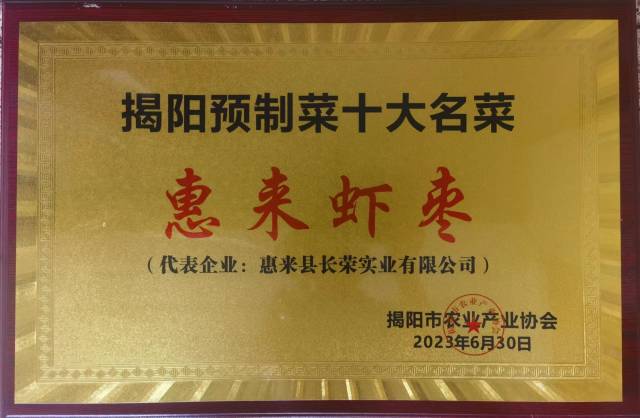 揭阳预制菜十大名菜
惠来虾枣
（代表企业：惠来县长荣实业有限公司）
揭阳市农业产业协会
2023年6月30日